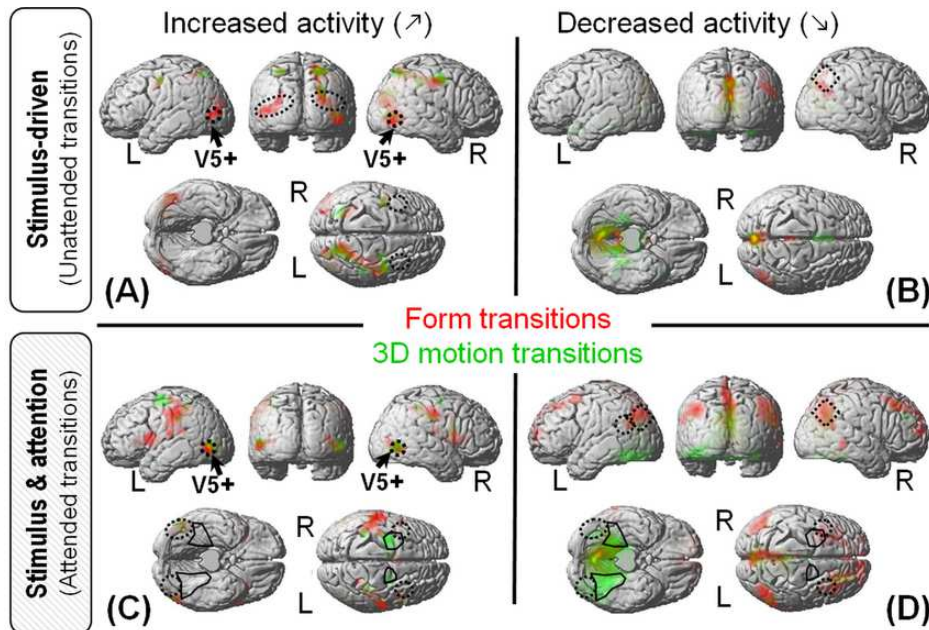 Increased activity (↗)
Decreased activity (↘)
Stimulus-driven
(Unattended transitions)
L
V5+
V5+
R
R
L
(A)
L
R
R
L
(B)
Form transitions
3D motion transitions
Stimulus & attention
(Attended transitions)
L
V5+
V5+
R
R
L
(C)
L
R
R
L
(D)